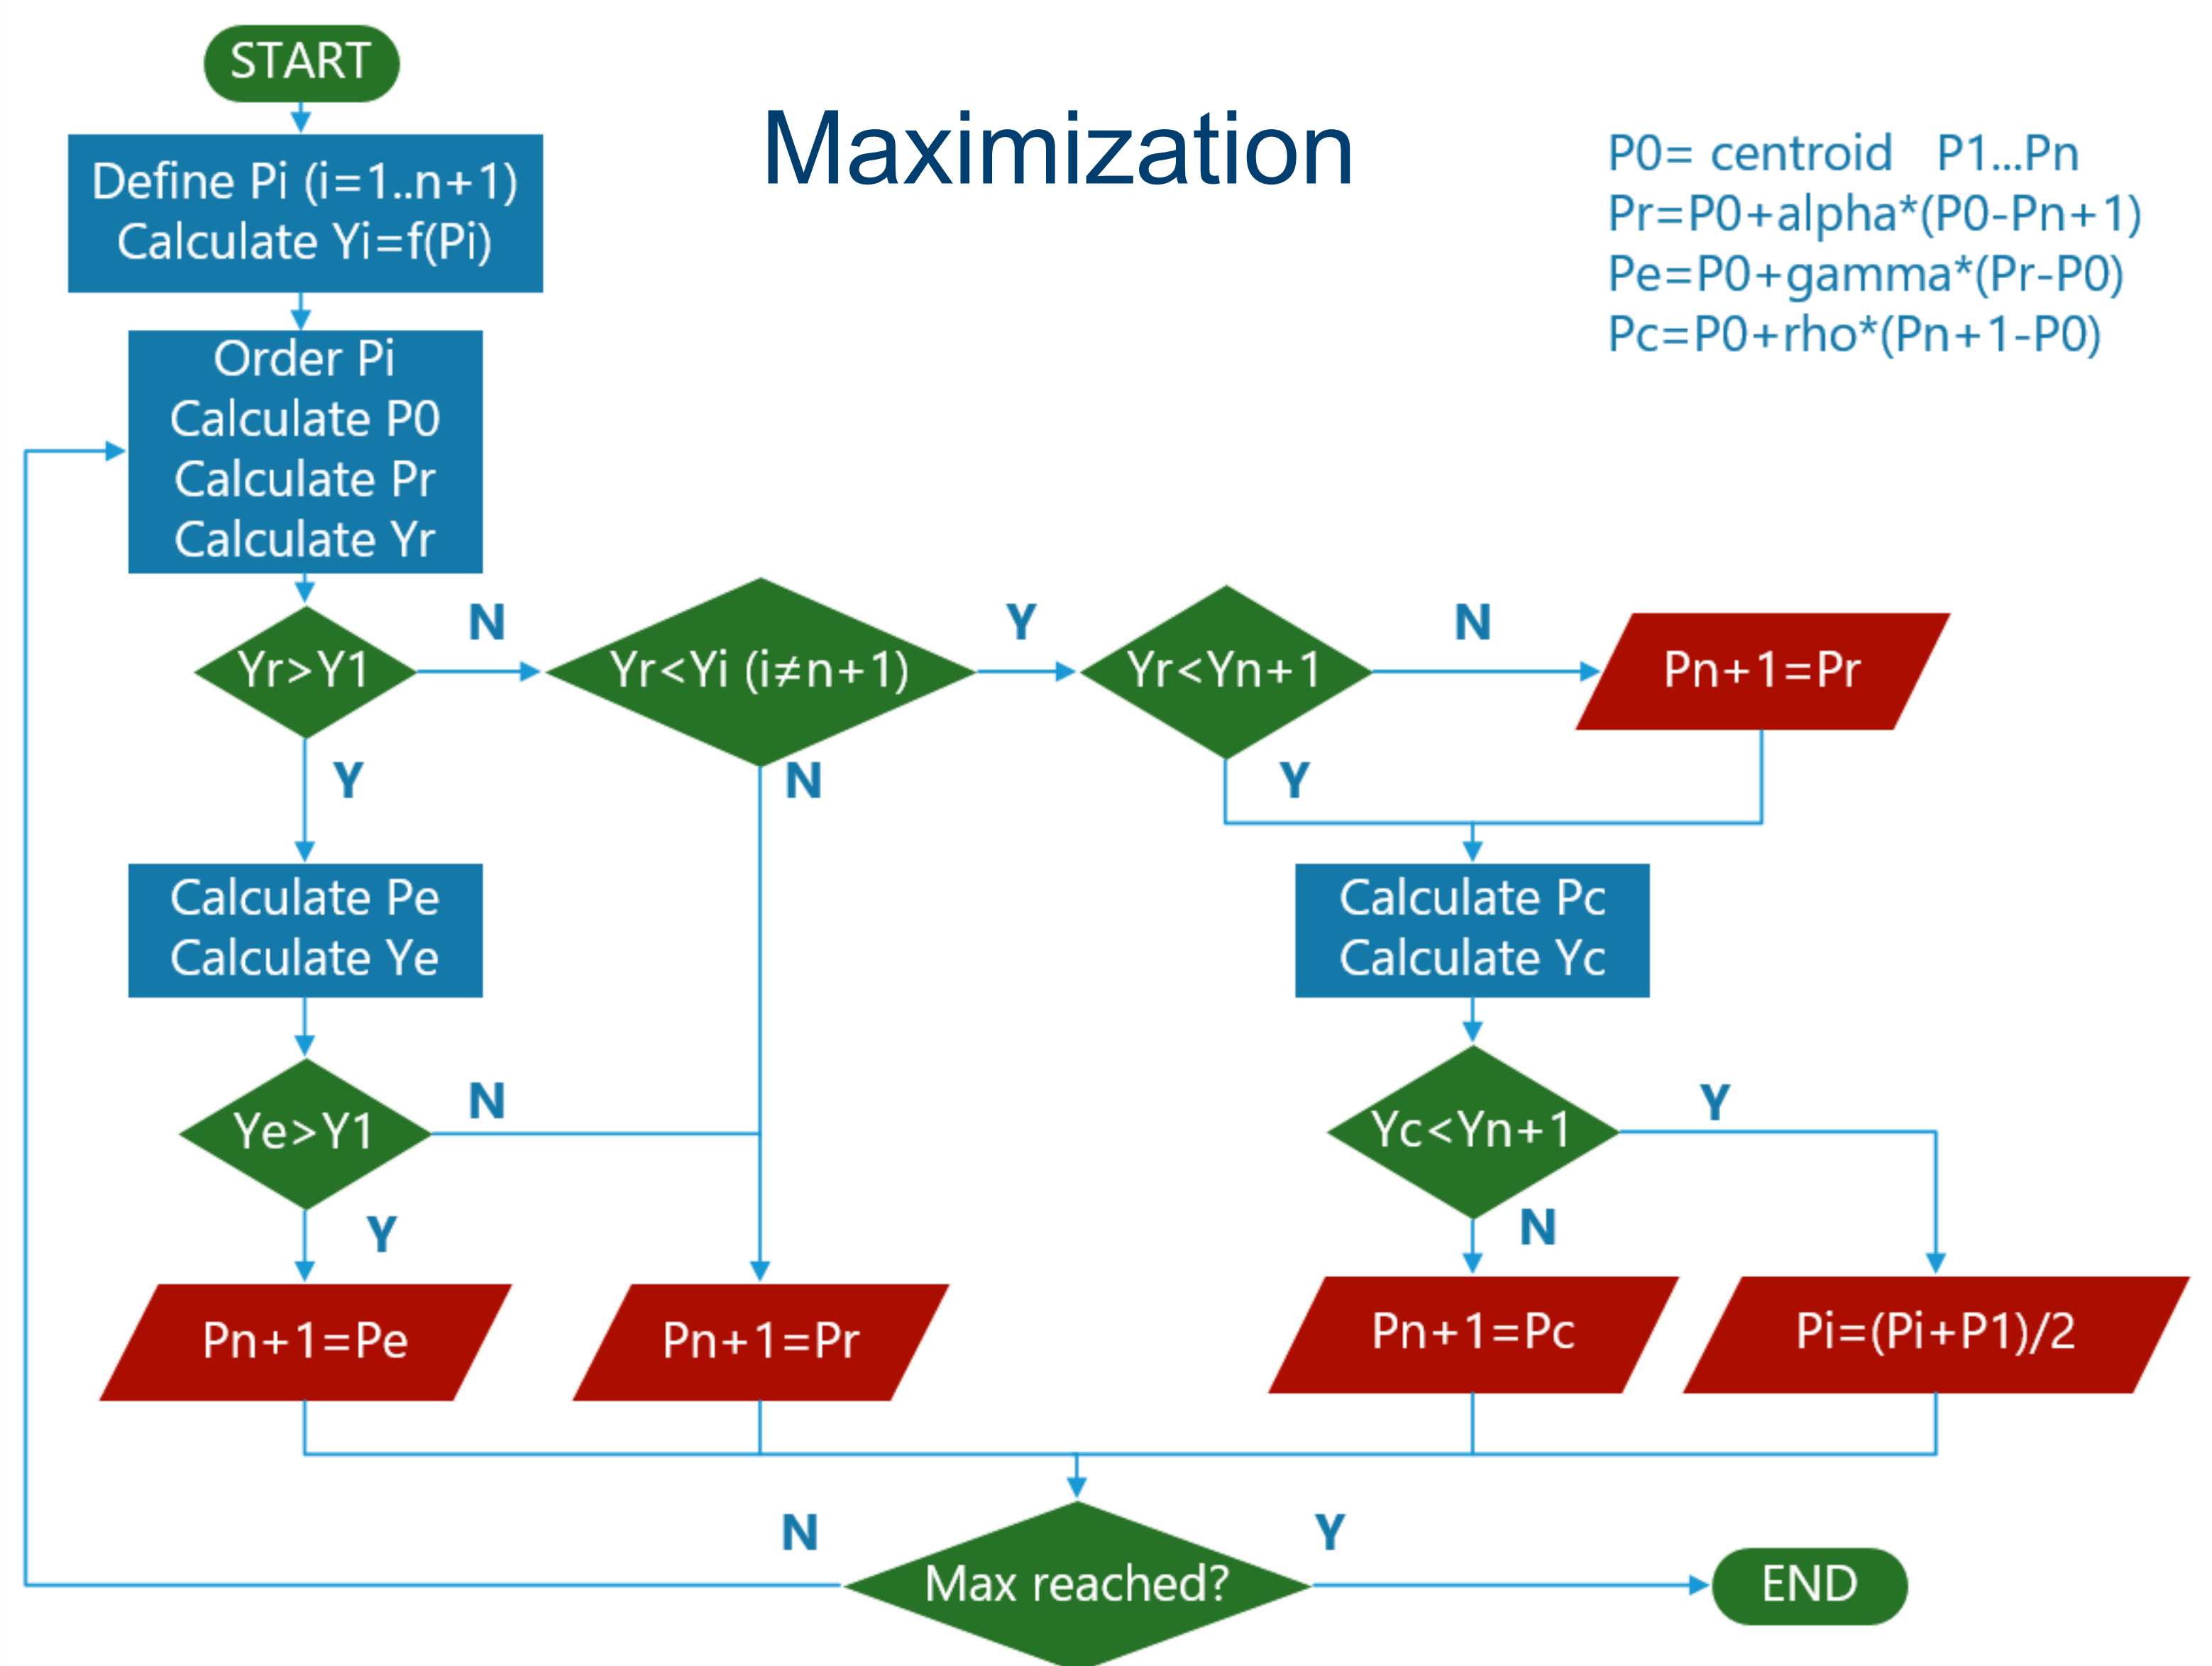 START
Maximization
P0= centroid P1...Pn
Pr=P0+alpha*(P0-Pn+1)
Pe=P0+gamma*(Pr-P0)
Pc=P0+rho*(Pn+1-P0)
Define Pi (i=1..n+1)
Calculate Yi=f(Pi)
Order Pi
Calculate P0
Calculate Pr
Calculate Yr
Yr>Y1
N
Yr<Yi (i≠n+1)
Y
Yr<Yn+1
N
Pn+1=Pr
Y
N
Y
Calculate Pe
Calculate Ye
Calculate Pc
Calculate Yc
Ye>Y1
N
Yc<Yn+1
Y
Y
N
Pn+1=Pe
Pn+1=Pr
Pn+1=Pc
Pi=(Pi+P1)/2
N
Max reached?
Y
END